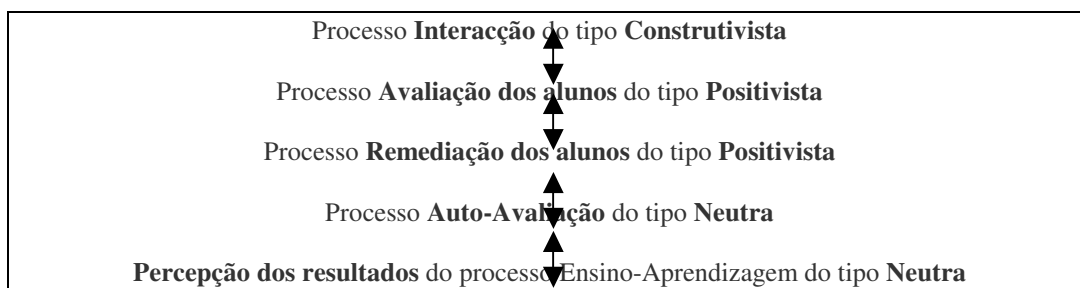 Processo Interacção do tipo Construtivista
Processo Avaliação dos alunos do tipo Positivista
Processo Remediação dos alunos do tipo Positivista
Processo Auto-Avaliação do tipo Neutra
Percepção dos resultados do processo Ensino-Aprendizagem do tipo Neutra